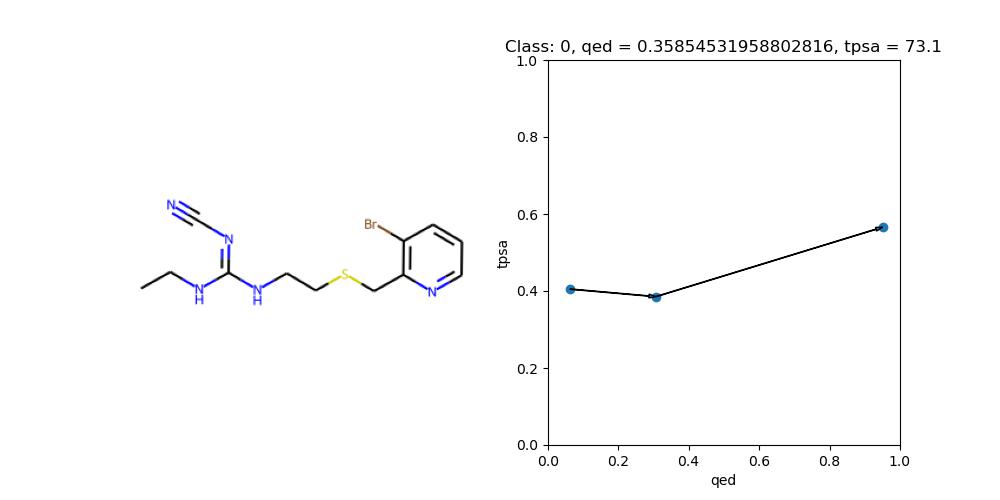 Class: 0, qed = 0.35854531958802816, tpsa = 73.1
N
N
N
H
N
H
S
Br
N
1.0
0.8
0.6
0.4
0.2
0.0
tpsa
0.0 0.2 0.4 0.6 0.8 1.0
qed